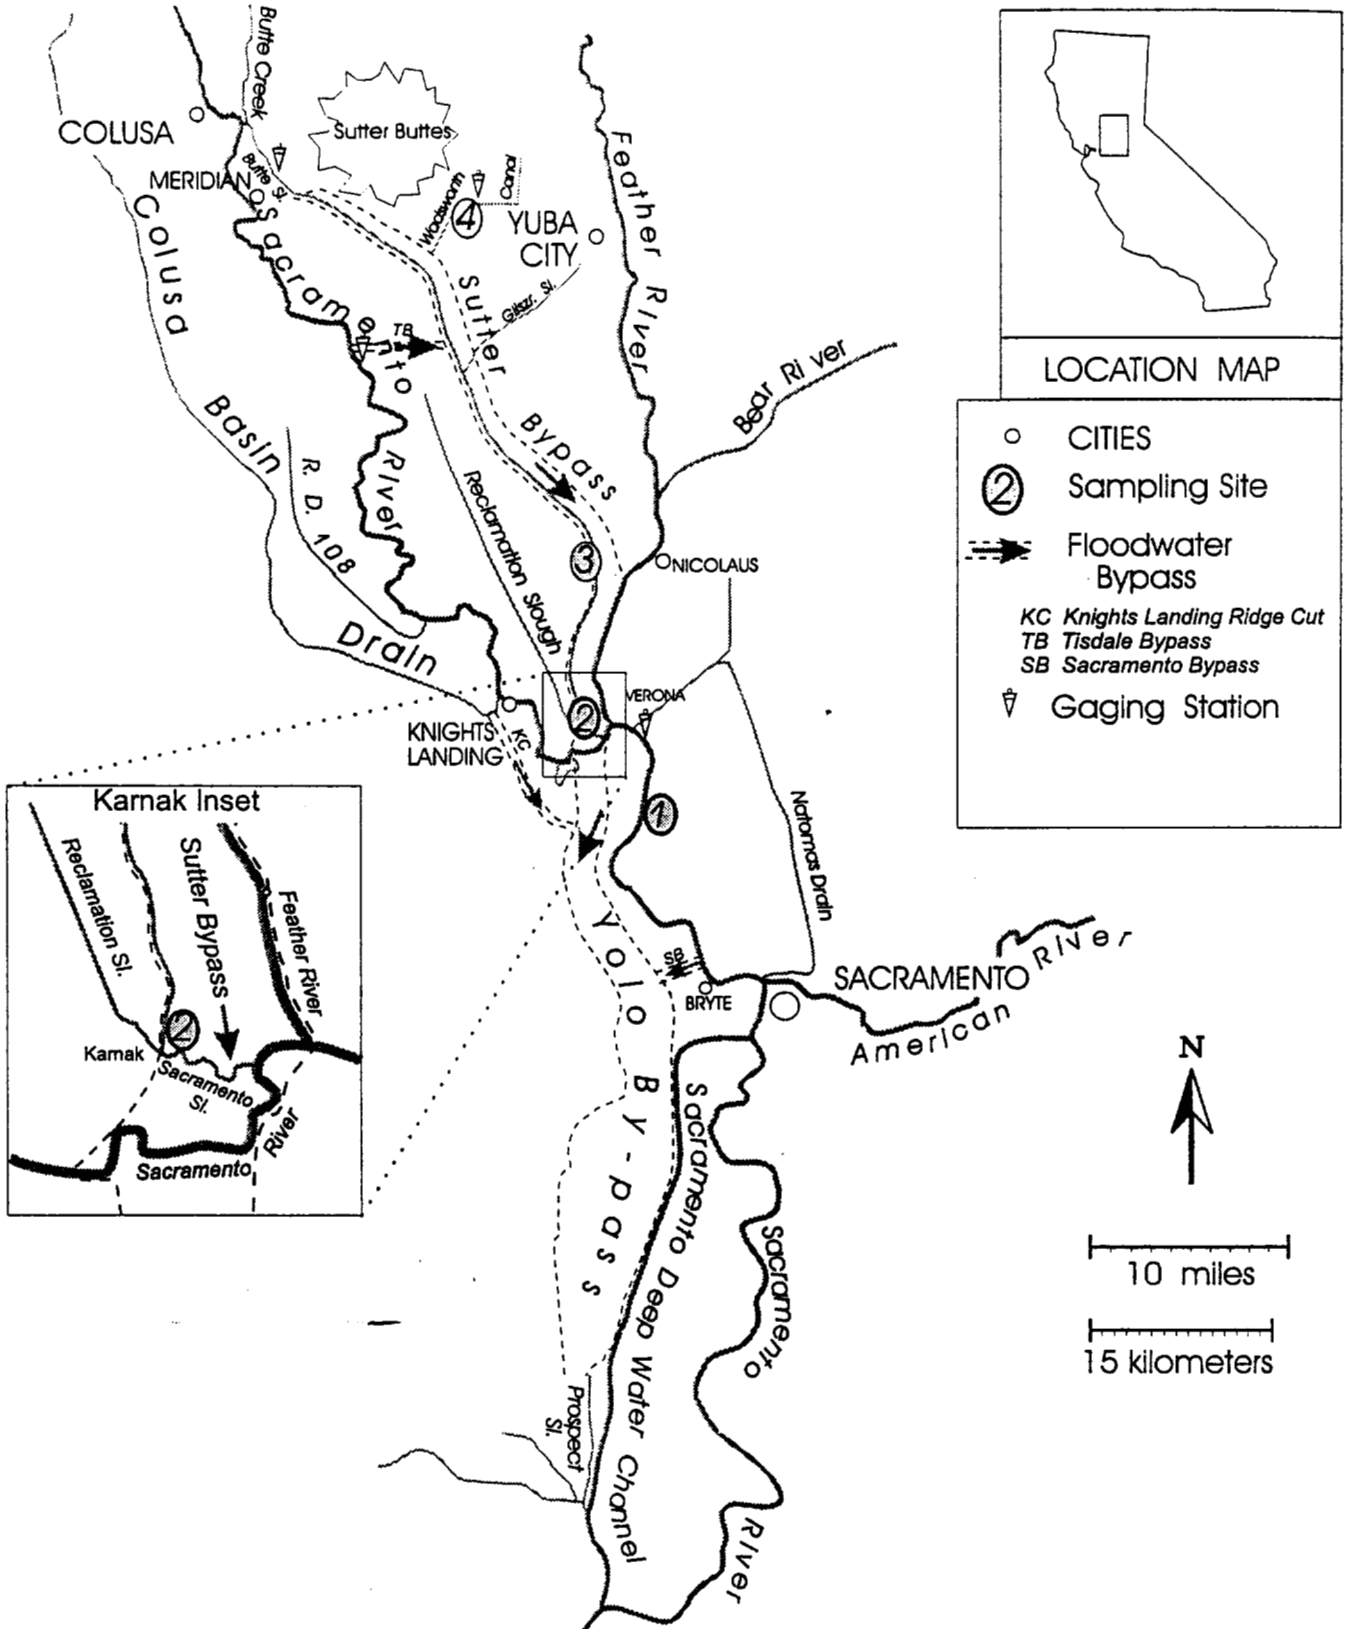 Butte Creek
COLUSA
Sutter Buttes
MERIDIAN
Butte Sl.
Wadsworth
Canal
4
YUBA
CITY
Feather River
Colusa
Basin
Drain
Sacramento
River
TB
Sutter
Bypass
Gilszr. Sl.
Bear River
R. D. 108
Reclamation Slough
3
NICOLAUS
VERONA
2
KNIGHTS
LANDING
KC
1
Natomas Drain
Yolo By-pass
SB
BRYTE
SACRAMENTO
American River
Sacramento Deep Water Channel
Sacramento
River
Prospect
Sl.
Karnak Inset
Reclamation Sl.
Sutter Bypass
Feather River
2
Karnak
Sacramento
Sl.
River
Sacramento
LOCATION MAP
CITIES
2 Sampling Site
Floodwater
Bypass
KC Knights Landing Ridge Cut
TB Tisdale Bypass
SB Sacramento Bypass
Gaging Station
N
10 miles
15 kilometers